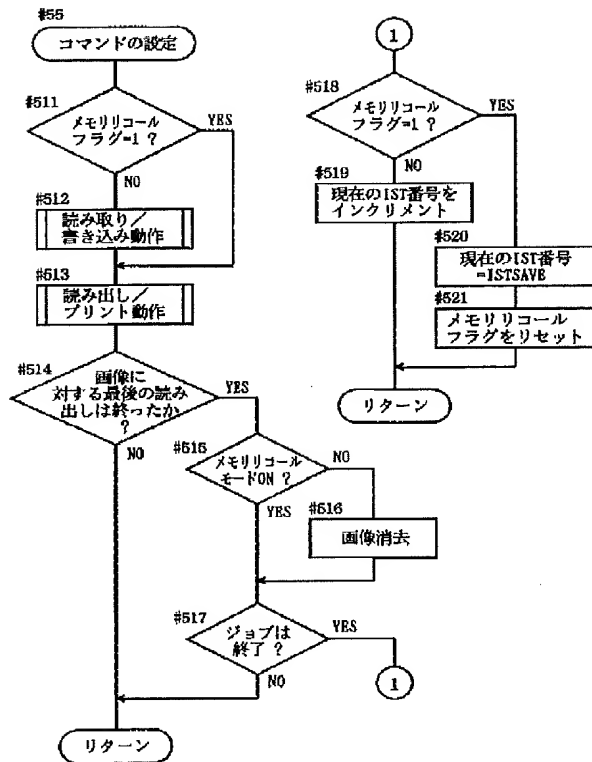 #55
コマンドの設定
#511
メモリリコール
フラグ=1 ?
YES
NO
#512
読み取り/
書き込み動作
#513
読み出し/
プリント動作
#514
画像に
対する最後の読み
出しは終ったか
?
YES
NO
#515
メモリリコール
モードON ?
NO
YES
#516
画像消去
#517
ジョブは
終了 ?
YES
NO
1
リターン
1
#518
メモリリコール
フラグ=1 ?
YES
NO
#519
現在のIST番号を
インクリメント
#520
現在のIST番号
=ISTSAVE
#521
メモリリコール
フラグをリセット
リターン